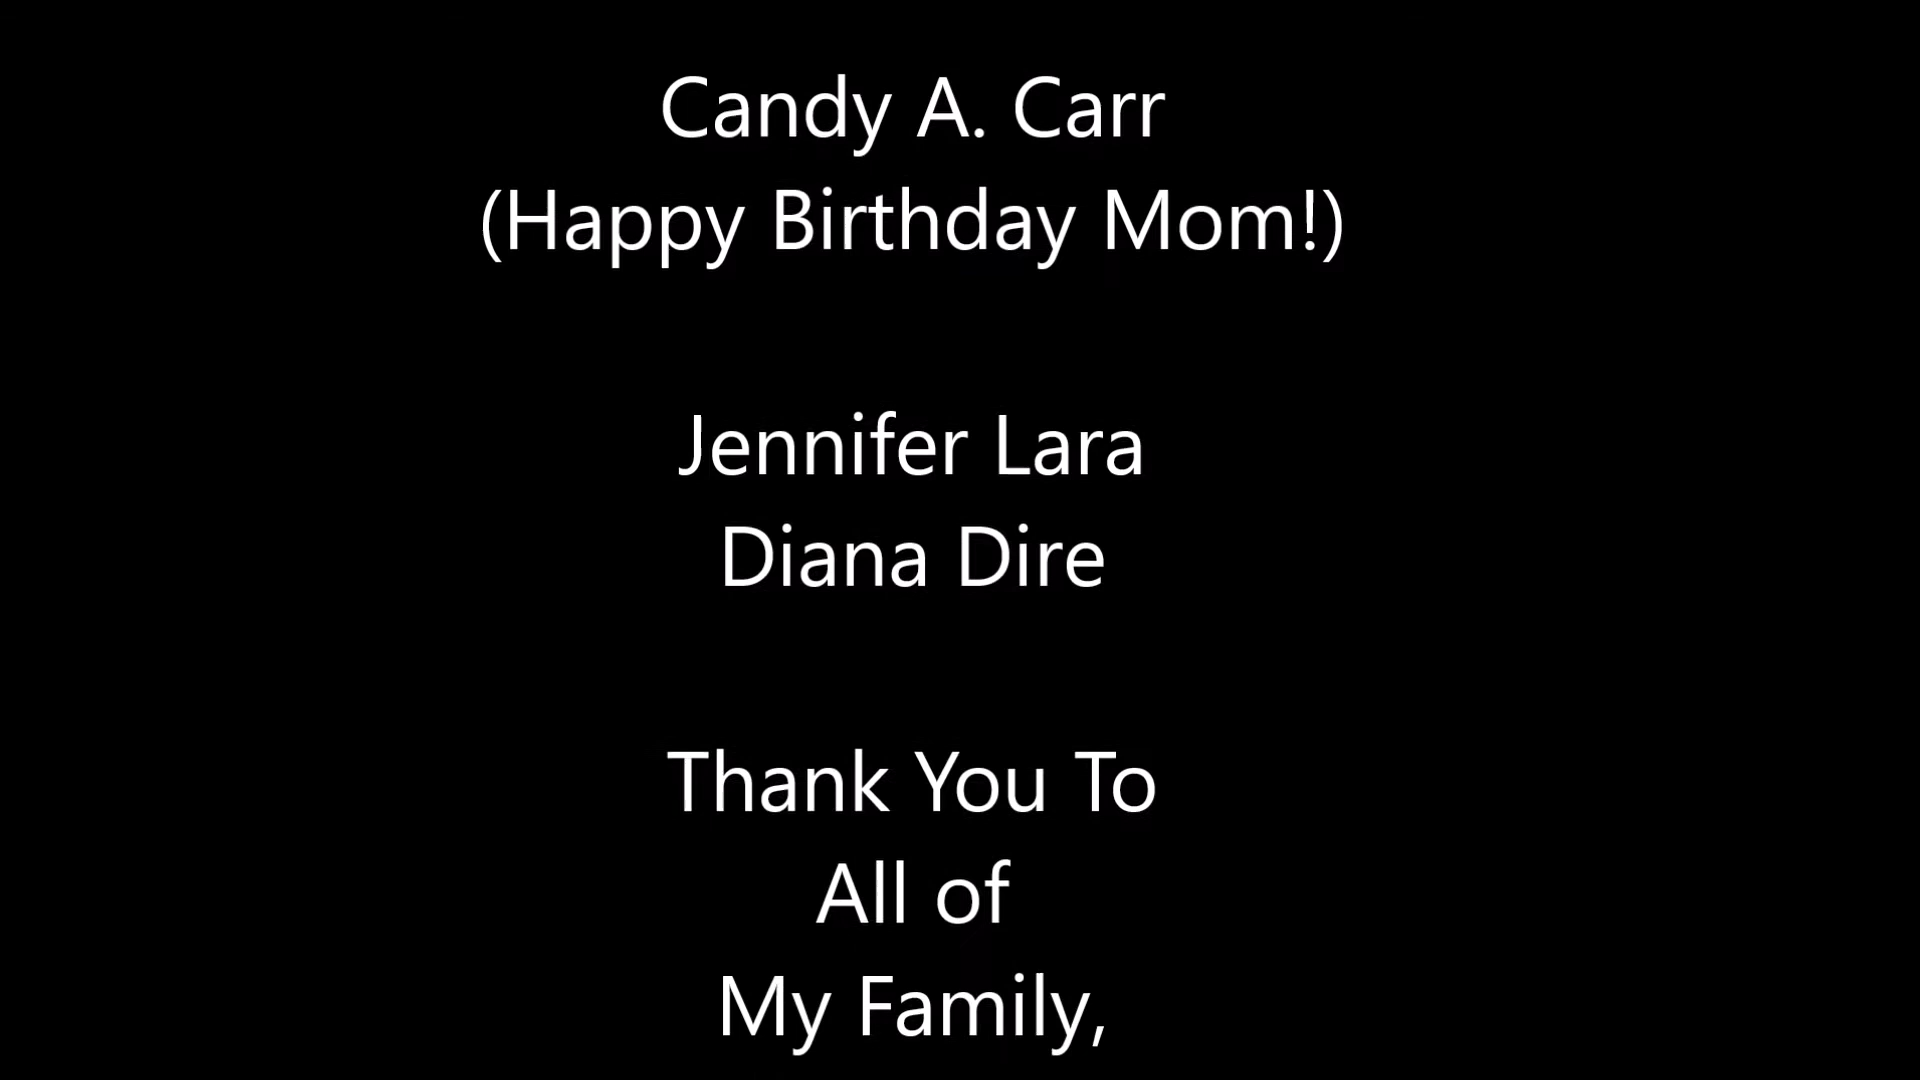 Candy A. Carr
(Happy Birthday Mom!)
Jennifer Lara
Diana Dire
Thank You To
All of
My Family,